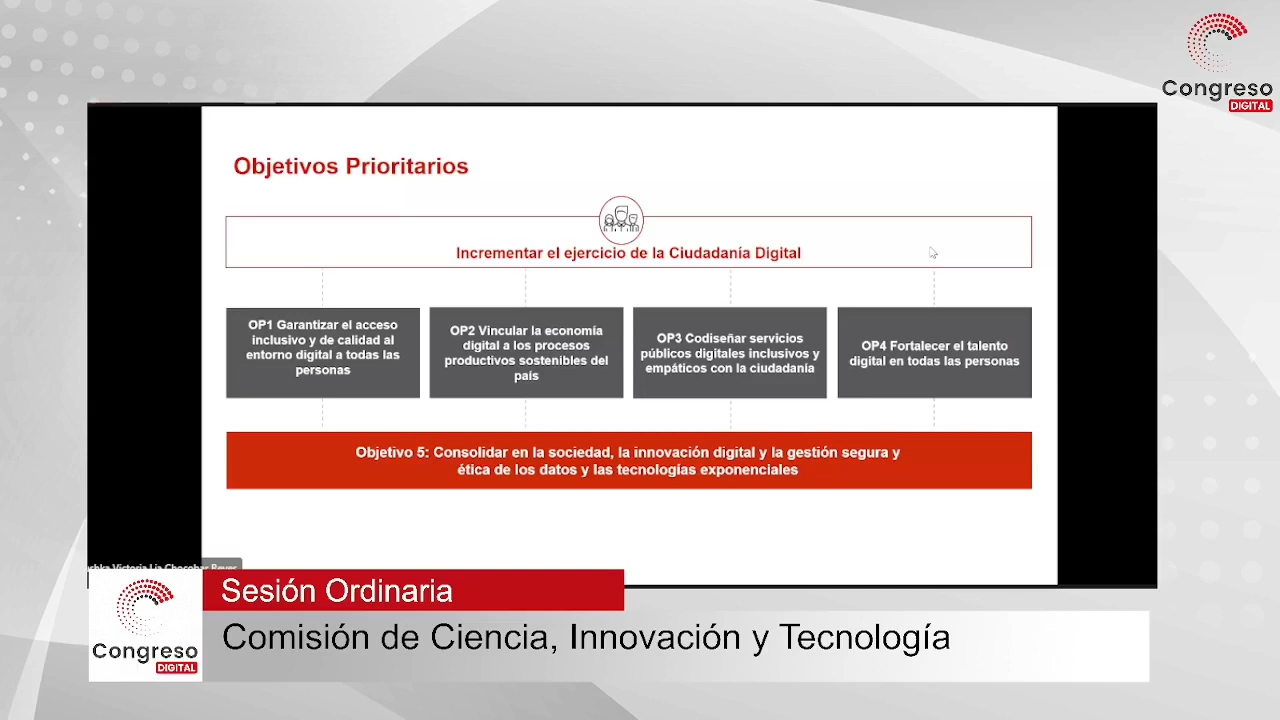 Congreso
DIGITAL
Objetivos Prioritarios
Incrementar el ejercicio de la Ciudadanía Digital
OP1 Garantizar el acceso
inclusivo y de calidad al
entorno digital a todas las
personas
OP2 Vincular la economía
digital a los procesos
productivos sostenibles del
país
OP3 Codiseñar servicios
públicos digitales inclusivos y
empáticos con la ciudadanía
OP4 Fortalecer el talento
digital en todas las personas
Objetivo 5: Consolidar en la sociedad, la innovación digital y la gestión segura y
ética de los datos y las tecnologías exponenciales
Victoria Lia
Sesión Ordinaria
Comisión de Ciencia, Innovación y Tecnología
Congreso
DIGITAL